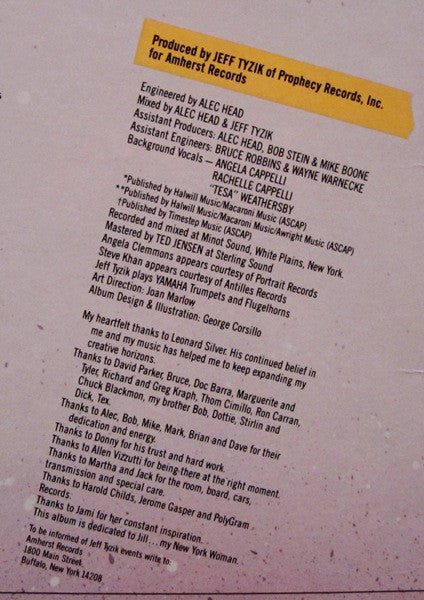 Produced by JEFF TYZIK of Prophecy Records, Inc.
for Amherst Records
Engineered by ALEC HEAD
Mixed by ALEC HEAD & JEFF TYZIK
Assistant Producers: ALEC HEAD, BOB STEIN & MIKE BOONE
Assistant Engineers: BRUCE ROBBINS & WAYNE WARNECKE
Background Vocals — ANGELA CAPPELLI
RACHELLE CAPPELLI
"TESA" WEATHERSBY
*Published by Halwill Music/Macaroni Music (ASCAP)
**Published by Halwill Music/Macaroni Music/Awright Music (ASCAP)
†Published by Timestep Music (ASCAP)
Recorded and mixed at Minot Sound, White Plains, New York.
Mastered by TED JENSEN at Sterling Sound
Angela Clemmons appears courtesy of Portrait Records
Steve Khan appears courtesy of Antilles Records
Jeff Tyzik plays YAMAHA Trumpets and Flugelhorns
Art Direction: Joan Marlow
Album Design & Illustration: George Corsillo
My heartfelt thanks to Leonard Silver. His continued belief in
me and my music has helped me to keep expanding my
creative horizons.
Thanks to David Parker, Bruce, Doc Barra, Marguerite and
Tyler, Richard and Greg Kraph, Thom Cimillo, Ron Carran,
Chuck Blackmon, my brother Bob, Dottie, Stirlin and
Dick, Tex.
Thanks to Alec, Bob, Mike, Mark, Brian and Dave for their
dedication and energy.
Thanks to Donny for his trust and hard work.
Thanks to Allen Vizzutti for being there at the right moment.
Thanks to Martha and Jack for the room, board, cars,
transmission and special care.
Thanks to Harold Childs, Jerome Gasper and PolyGram
Records.
Thanks to Jami for her constant inspiration.
This album is dedicated to Jill . . . my New York Woman.
To be informed of Jeff Tyzik events write to:
Amherst Records
1800 Main Street
Buffalo, New York 14208